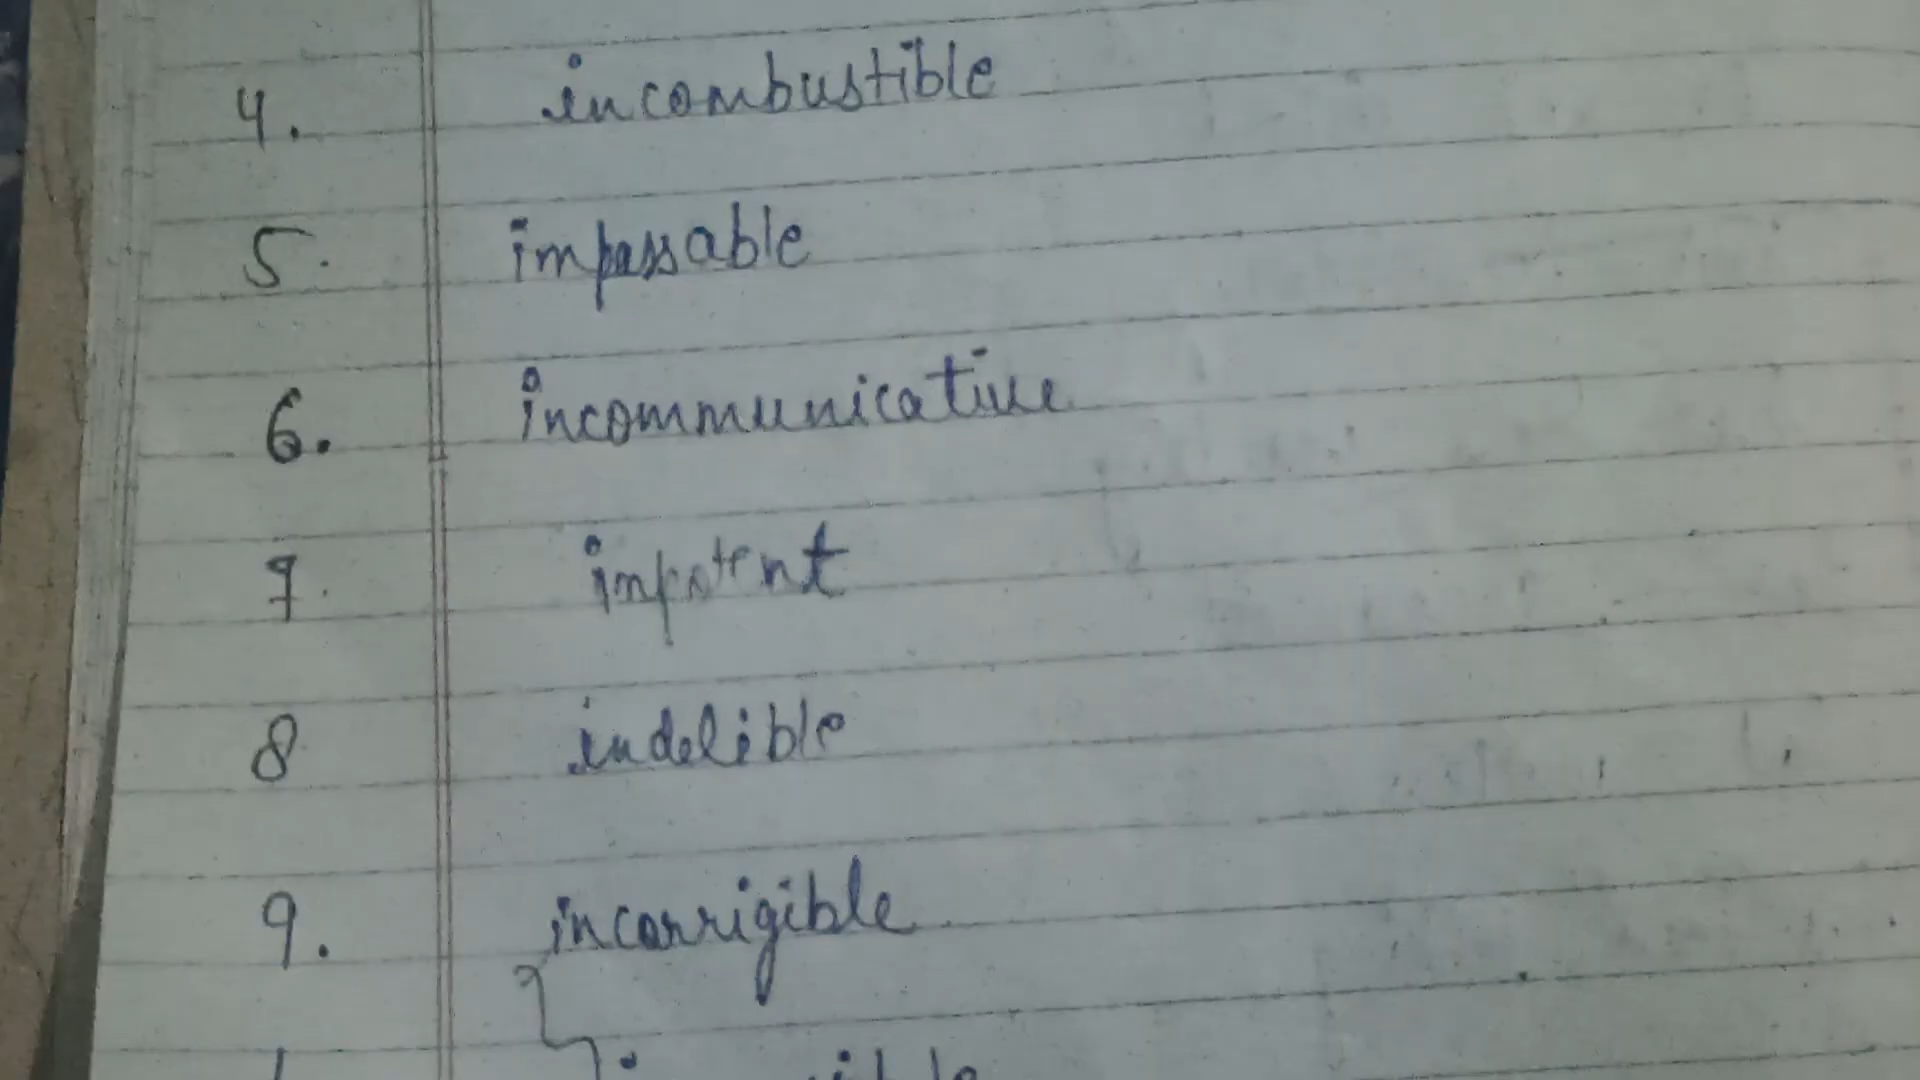 4. incombustible
5. impassable
6. incommunicative
7. impotent
8 indelible
9. incorrigible